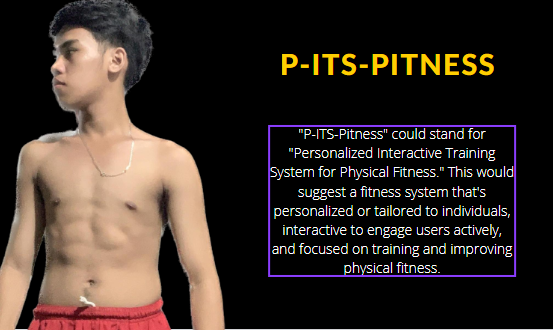 P-ITS-PITNESS
"P-ITS-Pitness" could stand for
"Personalized Interactive Training
System for Physical Fitness." This would
suggest a fitness system that's
personalized or tailored to individuals,
interactive to engage users actively,
and focused on training and improving
physical fitness.